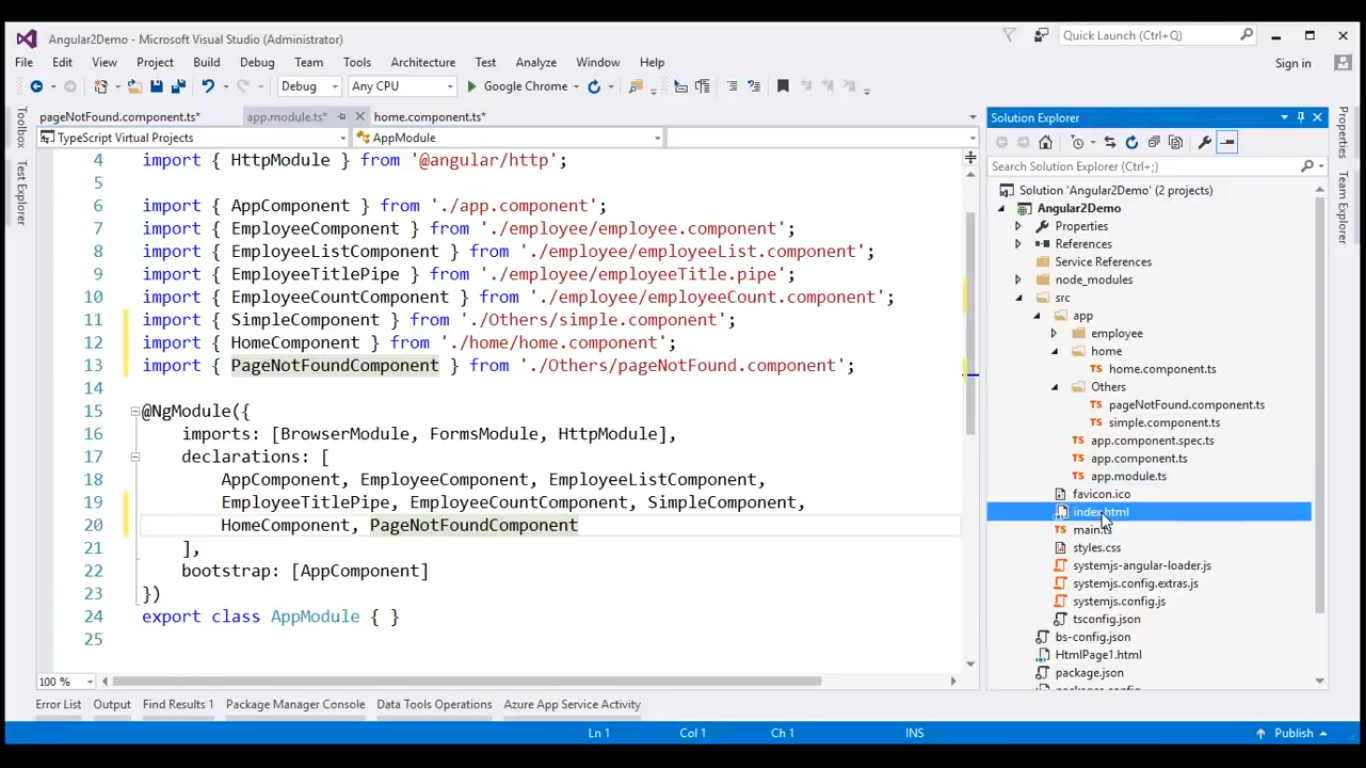 Angular2Demo - Microsoft Visual Studio (Administrator)
Quick Launch (Ctrl+Q)
File Edit View Project Build Debug Team Tools Architecture Test Analyze Window Help
Sign in
Debug Any CPU Google Chrome
Toolbox
Test Explorer
pageNotFound.component.ts* app.module.ts* home.component.ts*
TypeScript Virtual Projects AppModule
4 import { HttpModule } from '@angular/http';
5
6 import { AppComponent } from './app.component';
7 import { EmployeeComponent } from './employee/employee.component';
8 import { EmployeeListComponent } from './employee/employeeList.component';
9 import { EmployeeTitlePipe } from './employee/employeeTitle.pipe';
10 import { EmployeeCountComponent } from './employee/employeeCount.component';
11 import { SimpleComponent } from './Others/simple.component';
12 import { HomeComponent } from './home/home.component';
13 import { PageNotFoundComponent } from './Others/pageNotFound.component';
14
15 @NgModule({
16 imports: [BrowserModule, FormsModule, HttpModule],
17 declarations: [
18 AppComponent, EmployeeComponent, EmployeeListComponent,
19 EmployeeTitlePipe, EmployeeCountComponent, SimpleComponent,
20 HomeComponent, PageNotFoundComponent
21 ],
22 bootstrap: [AppComponent]
23 })
24 export class AppModule { }
25
100 %
Solution Explorer
Search Solution Explorer (Ctrl+;)
Solution 'Angular2Demo' (2 projects)
Angular2Demo
Properties
References
Service References
node_modules
src
app
employee
home
TS home.component.ts
Others
TS pageNotFound.component.ts
TS simple.component.ts
TS app.component.spec.ts
TS app.component.ts
TS app.module.ts
favicon.ico
index.html
TS main.ts
styles.css
systemjs-angular-loader.js
systemjs.config.extras.js
systemjs.config.js
tsconfig.json
bs-config.json
HtmlPage1.html
package.json
packages.config
Properties
Team Explorer
Error List Output Find Results 1 Package Manager Console Data Tools Operations Azure App Service Activity
Ln 1 Col 1 Ch 1 INS Publish